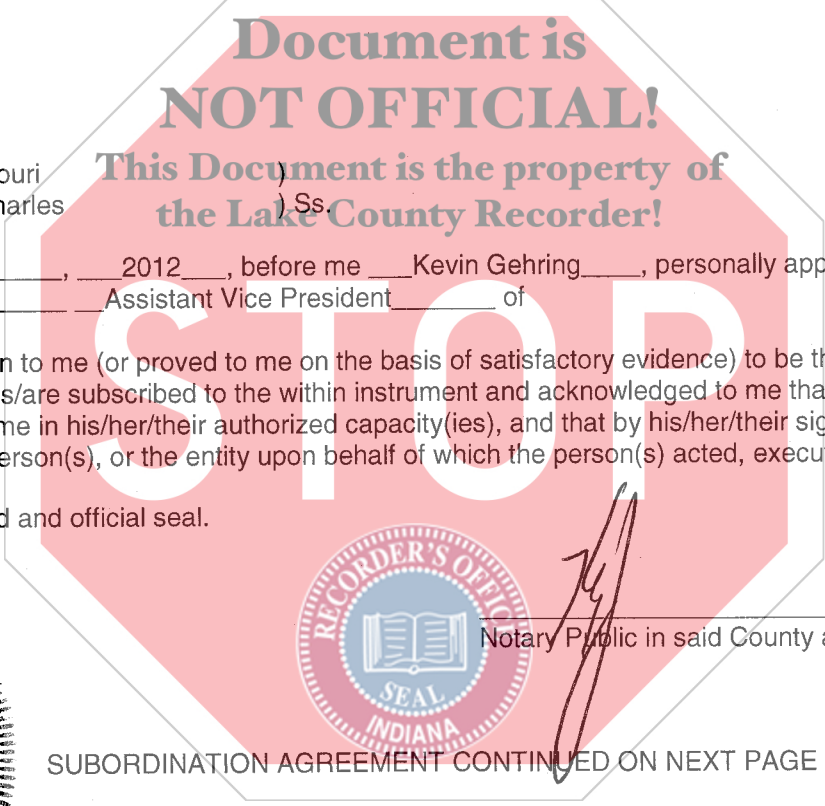 Document is
NOT OFFICIAL!
This Document is the property of
the Lake County Recorder!
ouri )
harles ) Ss.
_____, ___2012___, before me ___Kevin Gehring_____, personally app
_____ __Assistant Vice President________ of
n to me (or proved to me on the basis of satisfactory evidence) to be th
s/are subscribed to the within instrument and acknowledged to me tha
me in his/her/their authorized capacity(ies), and that by his/her/their sig
erson(s), or the entity upon behalf of which the person(s) acted, execu
STOP
d and official seal.
RECORDER'S OFFICE
SEAL
INDIANA
Notary Public in said County a
SUBORDINATION AGREEMENT CONTINUED ON NEXT PAGE